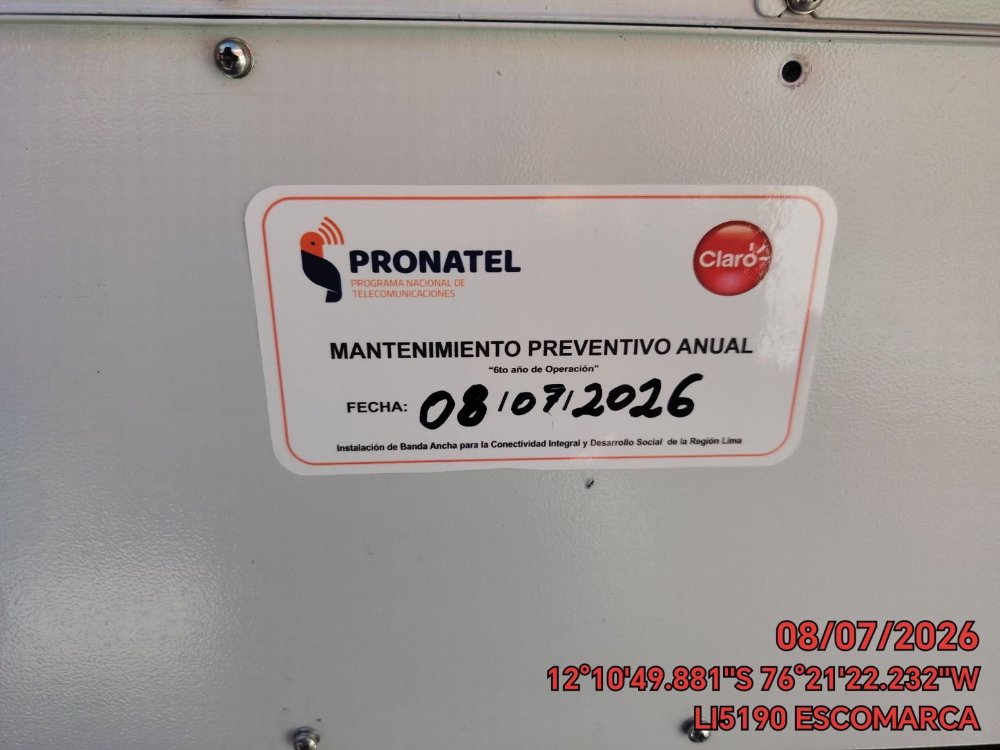 PRONATEL
PROGRAMA NACIONAL DE
TELECOMUNICACIONES
Claro
MANTENIMIENTO PREVENTIVO ANUAL
“6to año de Operación”
FECHA: 08/07/2026
Instalación de Banda Ancha para la Conectividad Integral y Desarrollo Social de la Región Lima
08/07/2026
12°10'49.881"S 76°21'22.232"W
LI5190 ESCOMARCA